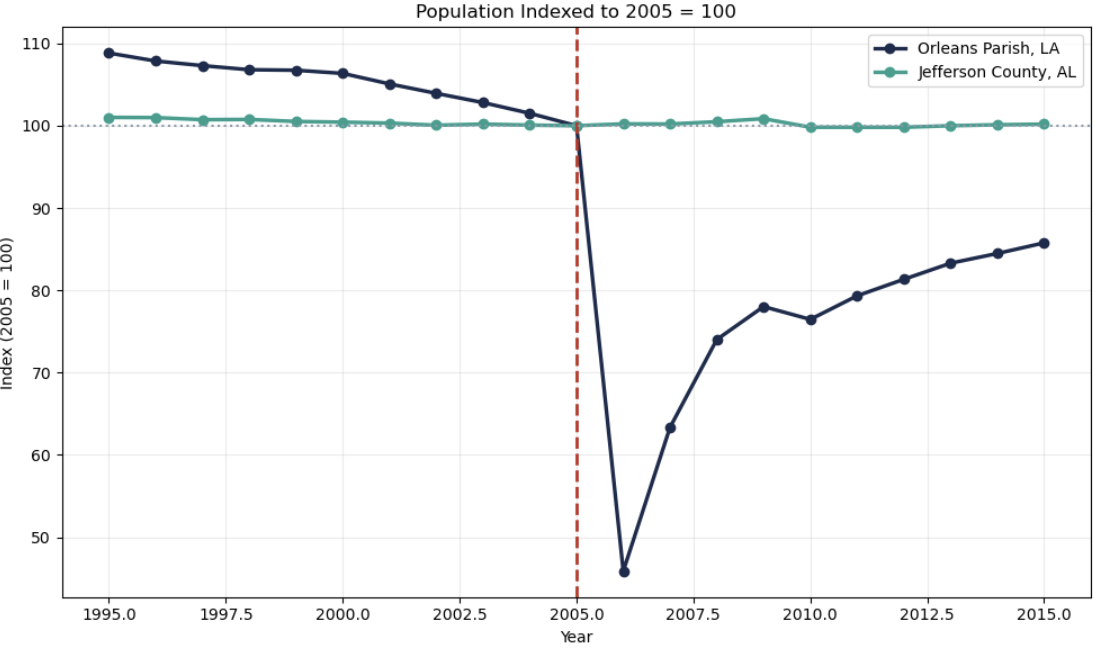 Population Indexed to 2005 = 100
Orleans Parish, LA
Jefferson County, AL
Index (2005 = 100)
110
100
90
80
70
60
50
1995.0 1997.5 2000.0 2002.5 2005.0 2007.5 2010.0 2012.5 2015.0
Year